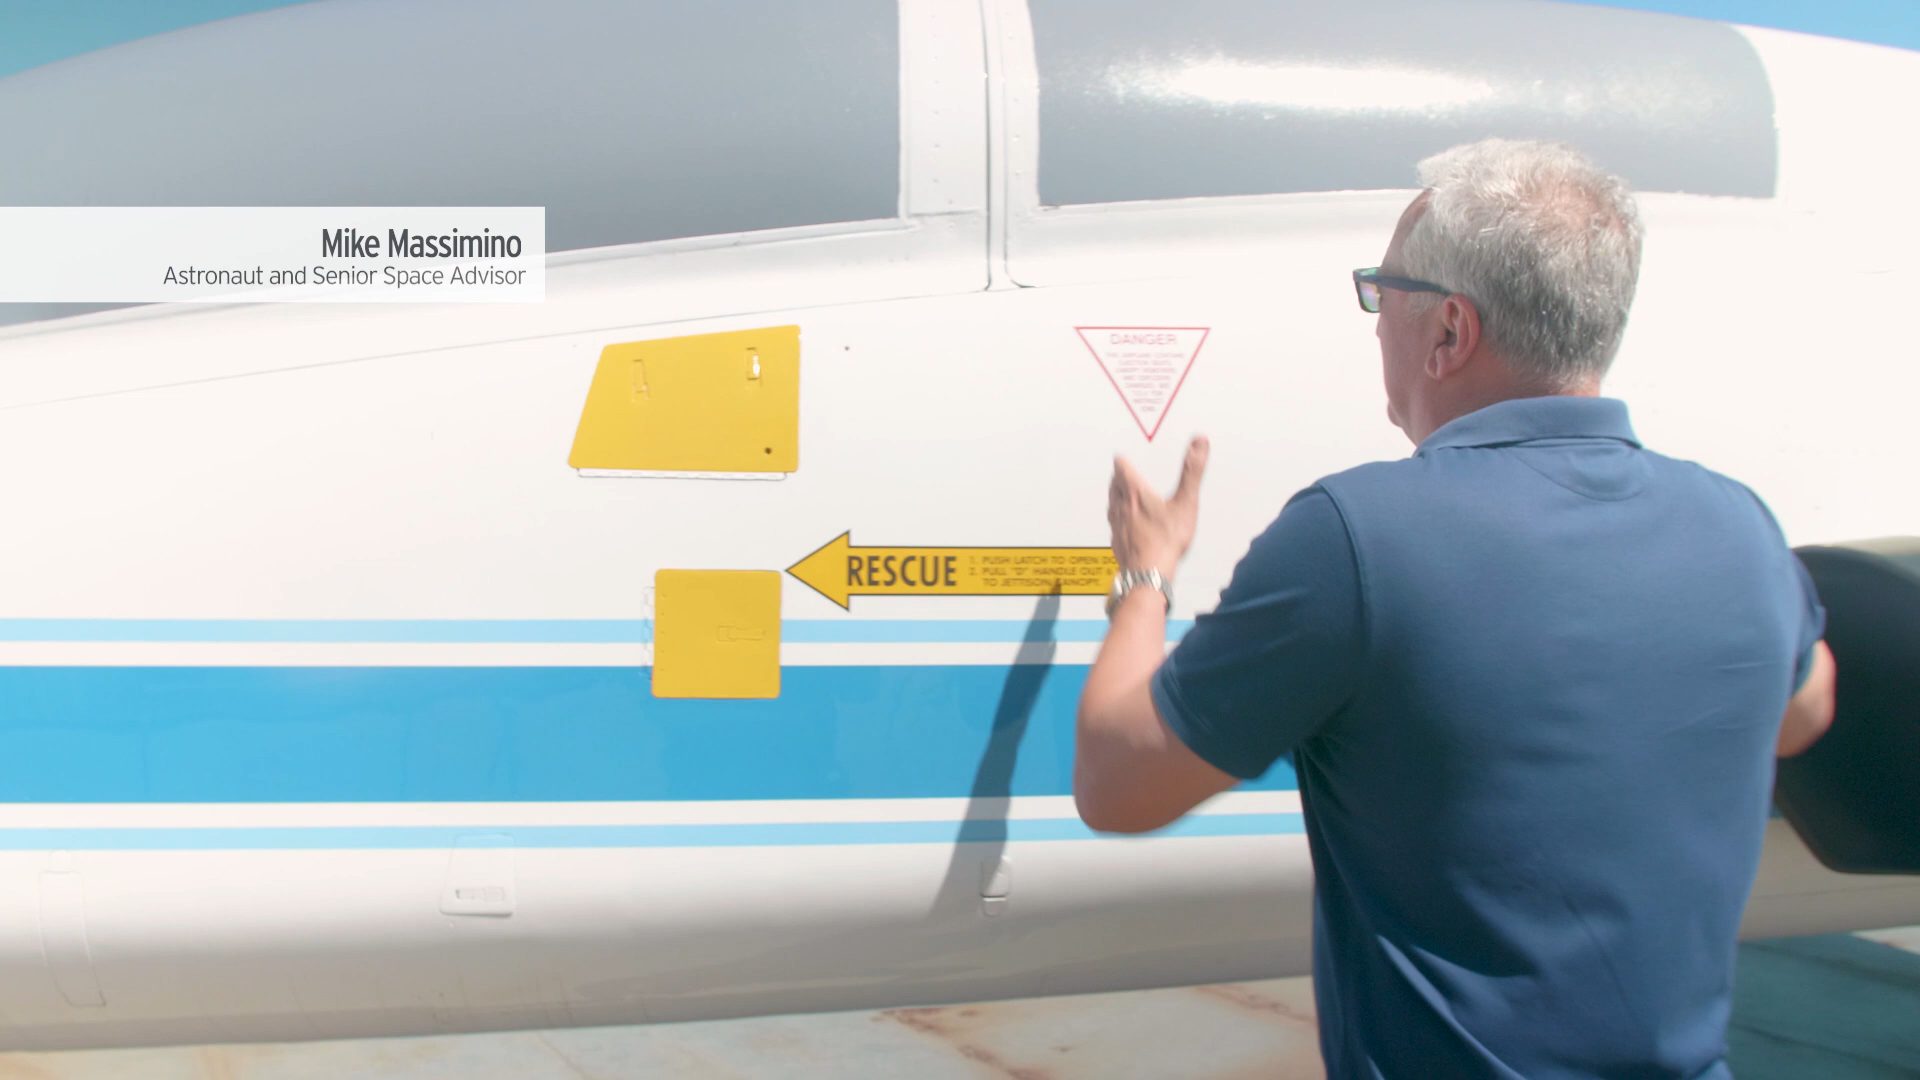 Mike Massimino
Astronaut and Senior Space Advisor
DANGER
RESCUE
1. PUSH LATCH TO OPEN DO
2. PULL "D" HANDLE OUT 6
TO JETTISON CANOPY.